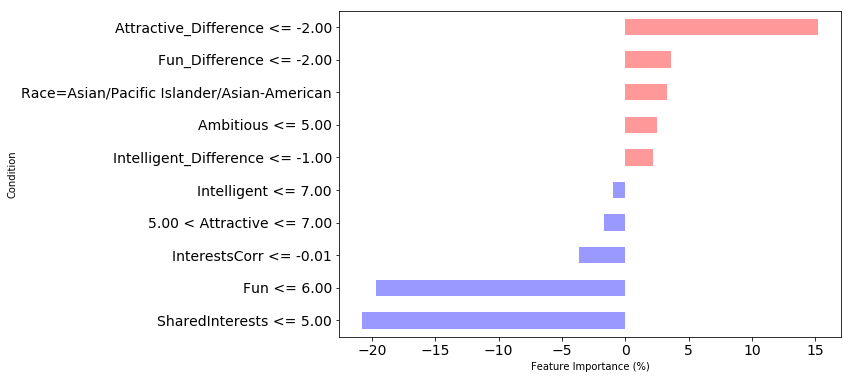 Attractive_Difference <= -2.00
Fun_Difference <= -2.00
Race=Asian/Pacific Islander/Asian-American
Ambitious <= 5.00
Intelligent_Difference <= -1.00
Intelligent <= 7.00
5.00 < Attractive <= 7.00
InterestsCorr <= -0.01
Fun <= 6.00
SharedInterests <= 5.00
Condition
−20 −15 −10 −5 0 5 10 15
Feature Importance (%)